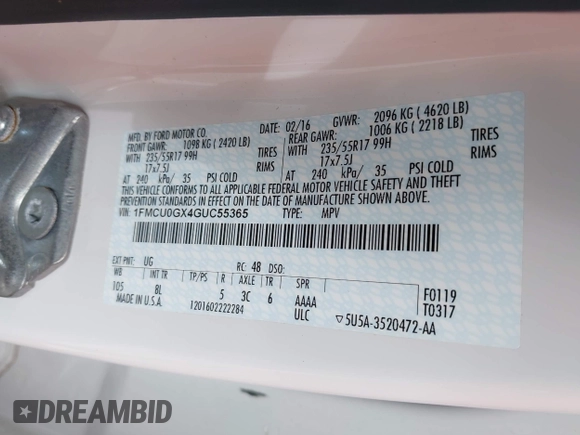 MFD. BY FORD MOTOR CO. DATE: 02/16 GVWR: 2096 KG ( 4620 LB)
FRONT GAWR: 1098 KG ( 2420 LB) REAR GAWR: 1006 KG ( 2218 LB)
WITH 235/55R17 99H TIRES WITH 235/55R17 99H TIRES
17x7.5J RIMS 17x7.5J RIMS
AT 240 kPa/ 35 PSI COLD AT 240 kPa/ 35 PSI COLD
THIS VEHICLE CONFORMS TO ALL APPLICABLE FEDERAL MOTOR VEHICLE SAFETY AND THEFT
PREVENTION STANDARDS IN EFFECT ON THE DATE OF MANUFACTURE SHOWN ABOVE.
VIN: 1FMCU0GX4GUC55365 TYPE: MPV
EXT PNT: UG RC: 48 DSO:
WB INT TR TP/PS R AXLE TR SPR
105 8L 5 3C 6 AAAA F0119
MADE IN U.S.A. 1201602222284 ULC T0317
▽5U5A-3520472-AA
DREAMBID